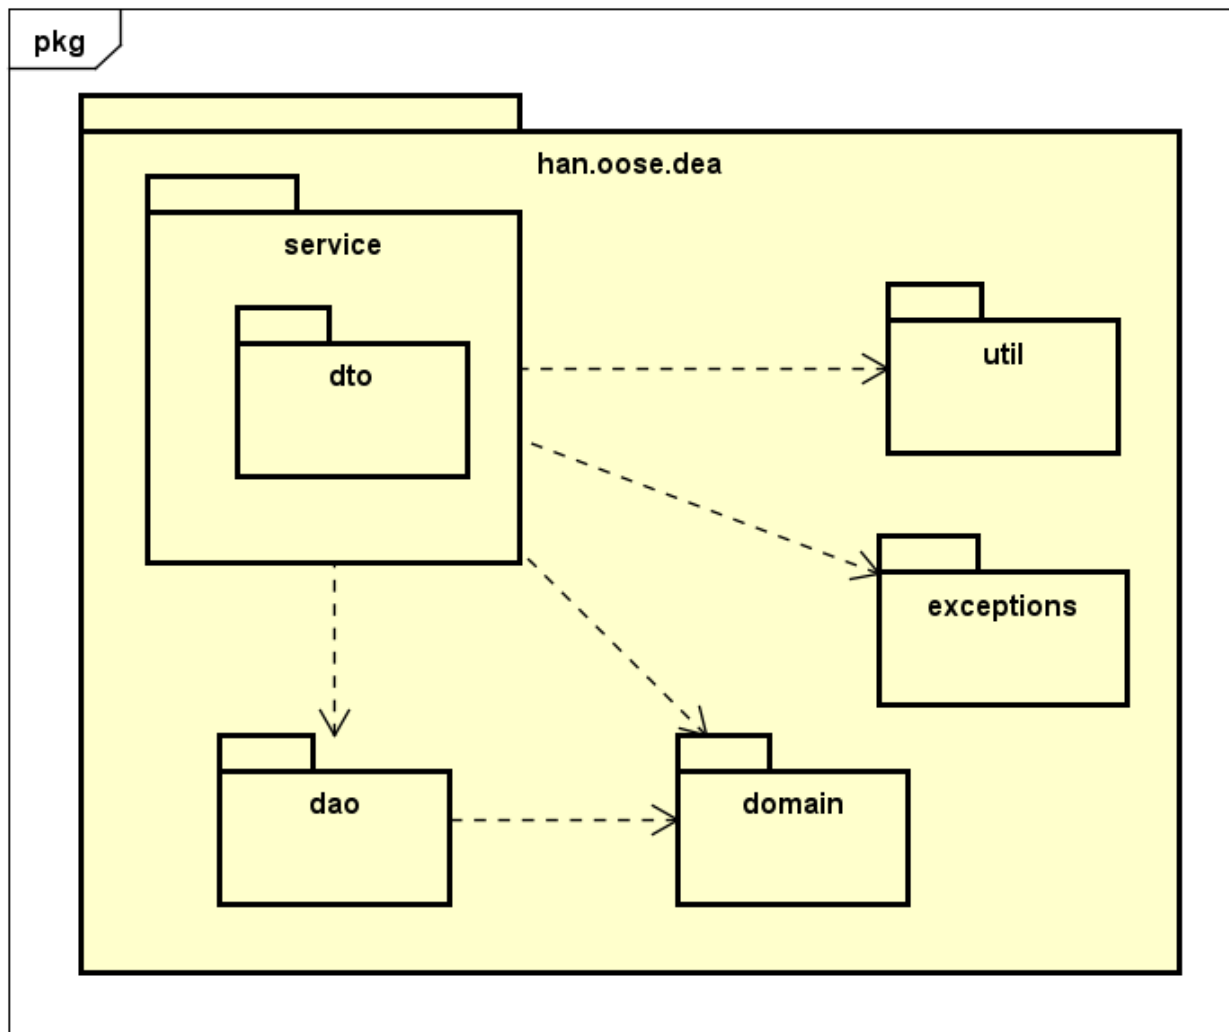 pkg
han.oose.dea
service
dto
util
exceptions
dao
domain